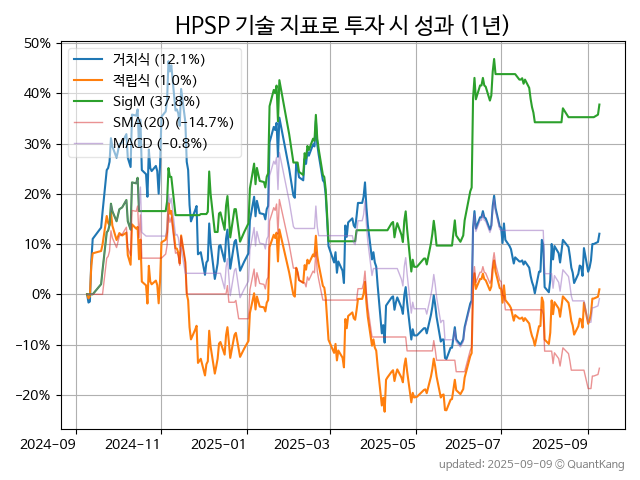 HPSP 기술 지표로 투자 시 성과 (1년)
50%
40%
30%
20%
10%
0%
−10%
−20%
거치식 (12.1%)
적립식 (1.0%)
SigM (37.8%)
SMA(20) (−14.7%)
MACD (−0.8%)
2024-09
2024-11
2025-01
2025-03
2025-05
2025-07
2025-09
updated: 2025-09-09 © QuantKang